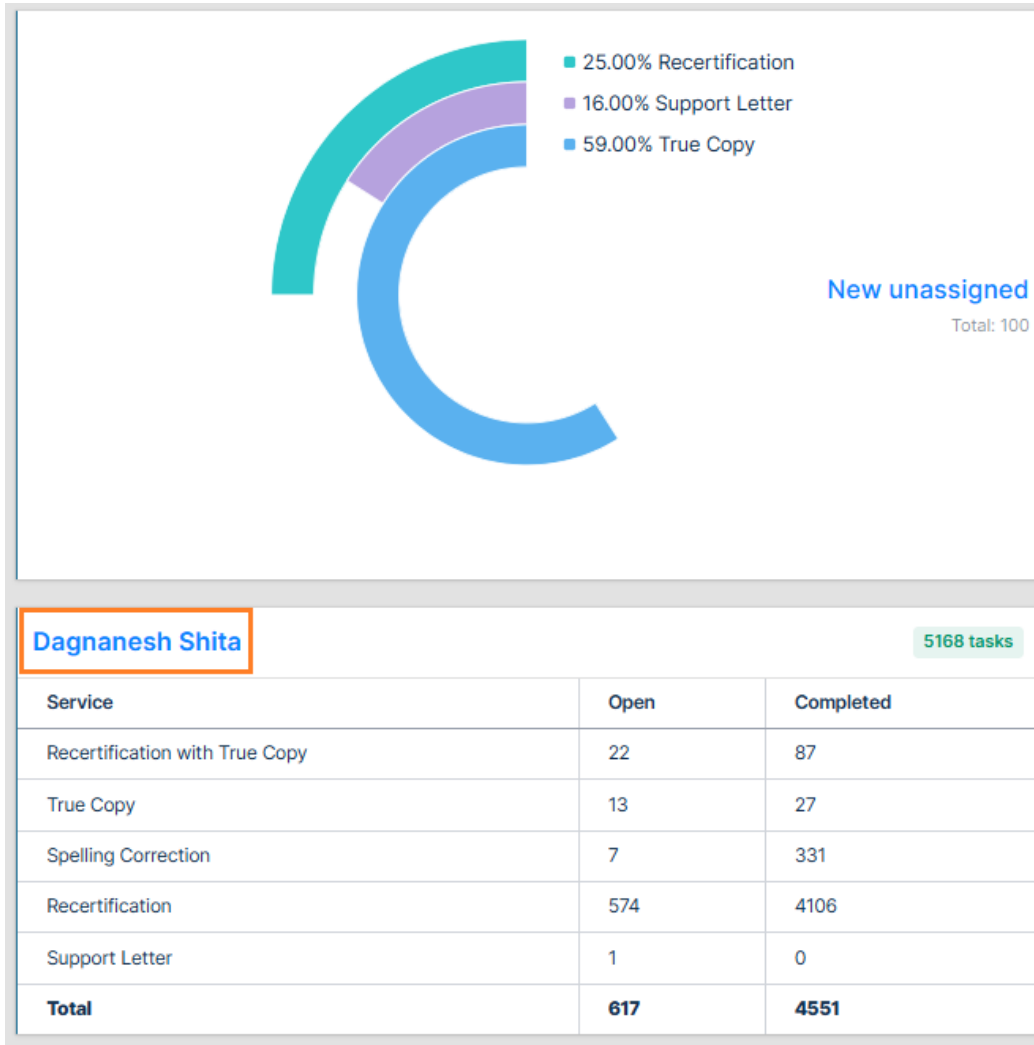 25.00% Recertification
16.00% Support Letter
59.00% True Copy
New unassigned
Total: 100
Dagnanesh Shita
5168 tasks
Service Open Completed
Recertification with True Copy 22 87
True Copy 13 27
Spelling Correction 7 331
Recertification 574 4106
Support Letter 1 0
Total 617 4551